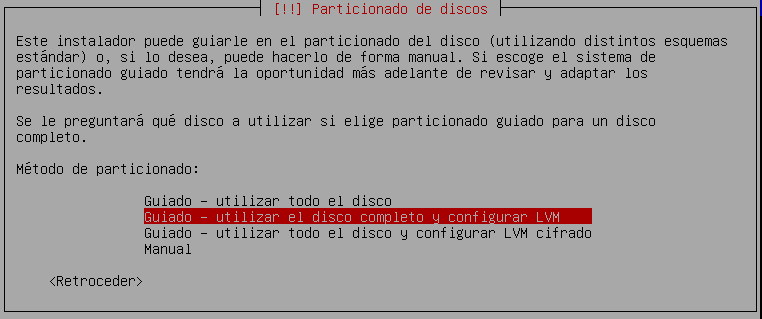 [!!] Particionado de discos
Este instalador puede guiarle en el particionado del disco (utilizando distintos esquemas
estándar) o, si lo desea, puede hacerlo de forma manual. Si escoge el sistema de
particionado guiado tendrá la oportunidad más adelante de revisar y adaptar los
resultados.
Se le preguntará qué disco a utilizar si elige particionado guiado para un disco
completo.
Método de particionado:
Guiado – utilizar todo el disco
Guiado – utilizar el disco completo y configurar LVM
Guiado – utilizar todo el disco y configurar LVM cifrado
Manual
<Retroceder>